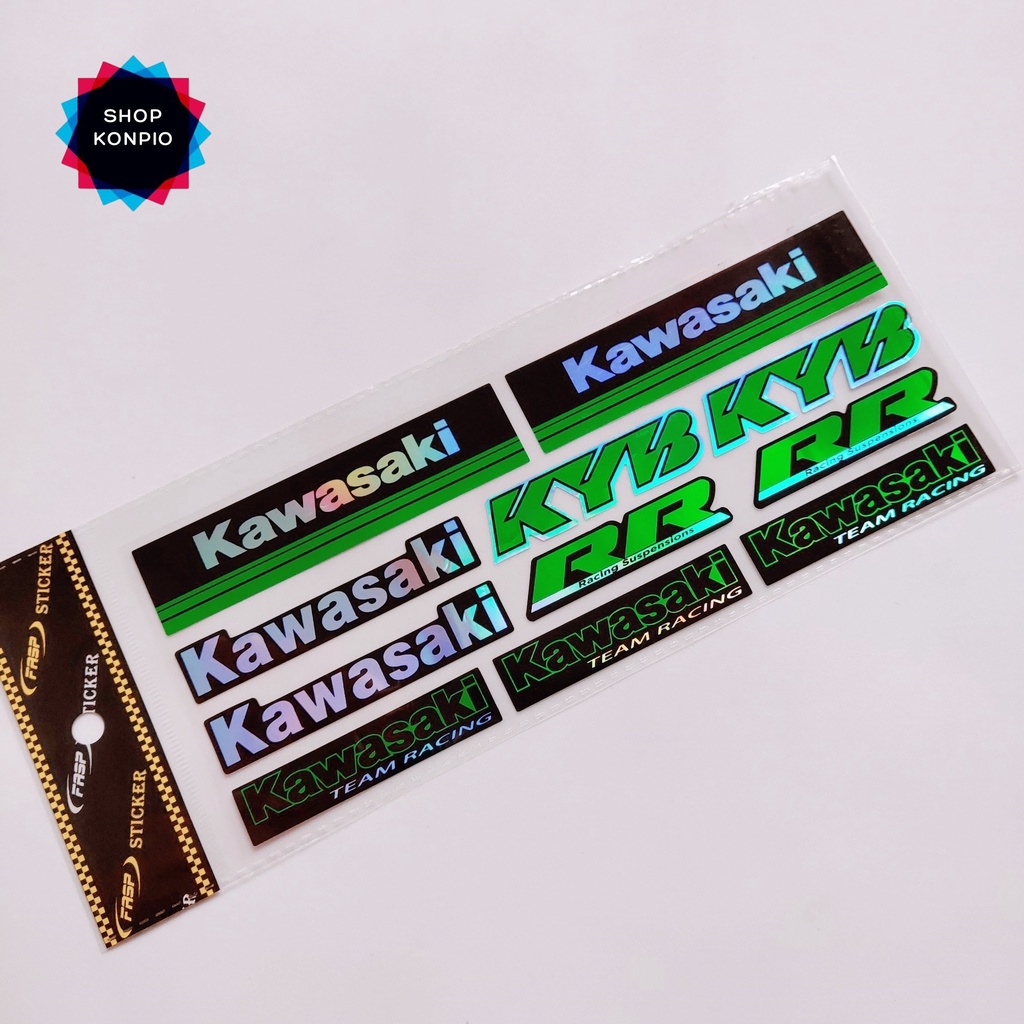 SHOP
KONPIO
Kawasaki
Kawasaki
KYB
RR
Racing Suspensions
KYB
RR
Racing Suspensions
Kawasaki
Kawasaki
Kawasaki
TEAM RACING
Kawasaki
TEAM RACING
Kawasaki
TEAM RACING
FASP STICKER
FASP
FASP STICKER